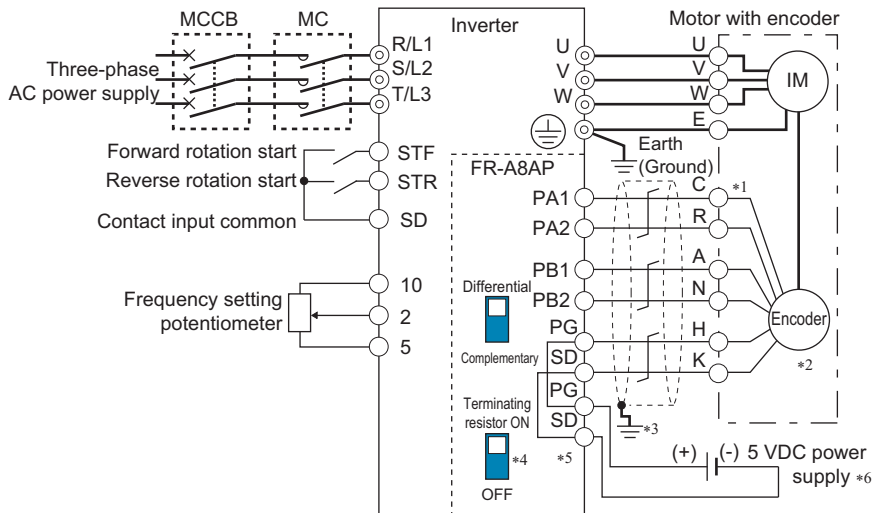 MCCB
MC
Inverter
Motor with encoder
Three-phase
AC power supply
R/L1
S/L2
T/L3
U
V
W
U
V
W
E
IM
Earth
(Ground)
Forward rotation start
Reverse rotation start
Contact input common
STF
STR
SD
FR-A8AP
PA1
PA2
PB1
PB2
PG
SD
PG
SD
C
R
A
N
H
K
*1
Encoder
*2
Frequency setting
potentiometer
10
2
5
Differential
Complementary
Terminating
resistor ON
*4
OFF
*5
*3
(+)
(-)
5 VDC power
supply *6